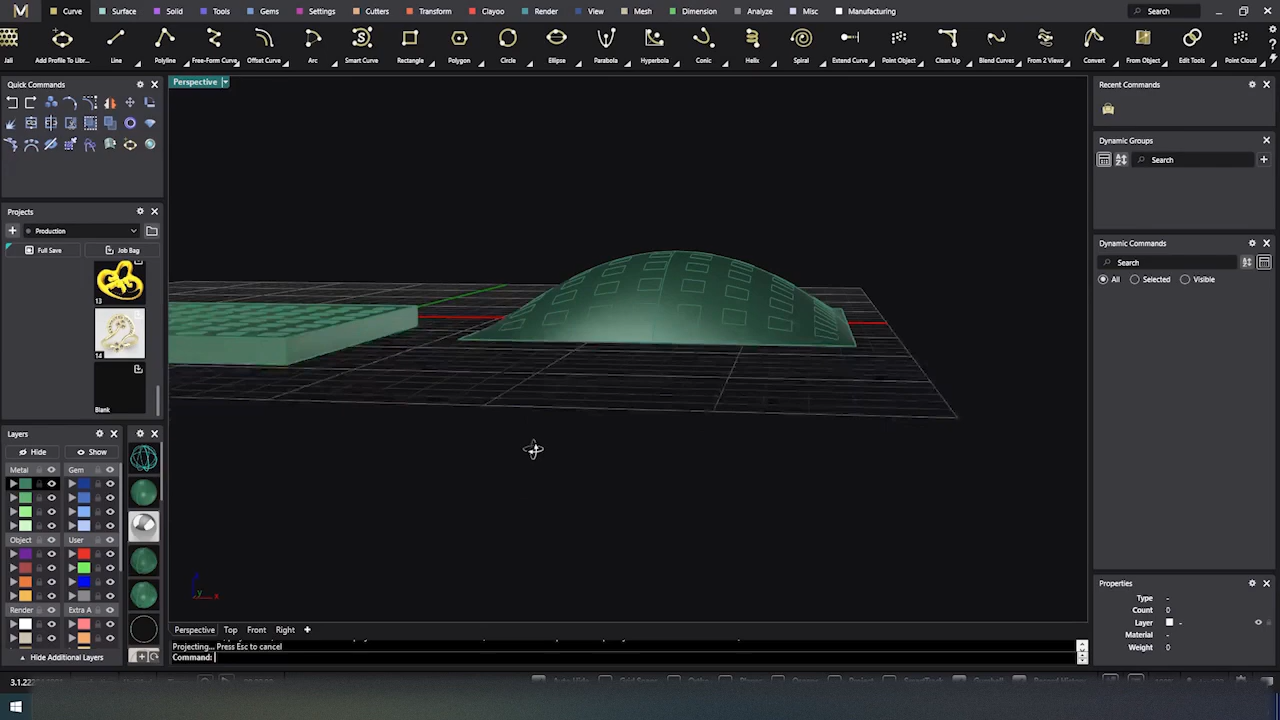 Curve Surface Solid Tools Gems Settings Cutters Transform Clayoo Render View Mesh Dimension Analyze Misc Manufacturing Search
Jali Add Profile To Libr... Line Polyline Free-Form Curve Offset Curve Arc Smart Curve Rectangle Polygon Circle Ellipse Parabola Hyperbola Conic Helix Spiral Extend Curve Point Object Clean Up Blend Curves From 2 Views Convert From Object Edit Tools Point Cloud
Quick Commands
Perspective
Recent Commands
Dynamic Groups
Search
Projects
Production
Full Save Job Bag
Dynamic Commands
Search
All Selected Visible
13
14
Blank
Layers
Hide Show
Metal Gem
Object User
Render Extra A
Hide Additional Layers
z
y x
Properties
Type -
Count 0
Layer -
Material -
Weight 0
Perspective Top Front Right
Projecting... Press Esc to cancel
Command: